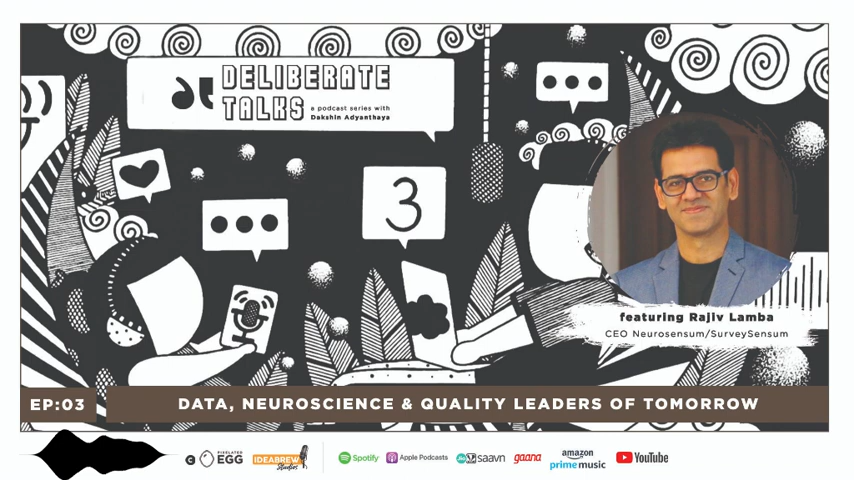 DELIBERATE
TALKS
a podcast series with
Dakshin Adyanthaya
3
featuring Rajiv Lamba
CEO Neurosensum/SurveySensum
EP:03
DATA, NEUROSCIENCE & QUALITY LEADERS OF TOMORROW
PIXELATED
EGG
IDEABREW
Studios
Spotify
Apple Podcasts
saavn
gaana
amazon
prime music
YouTube